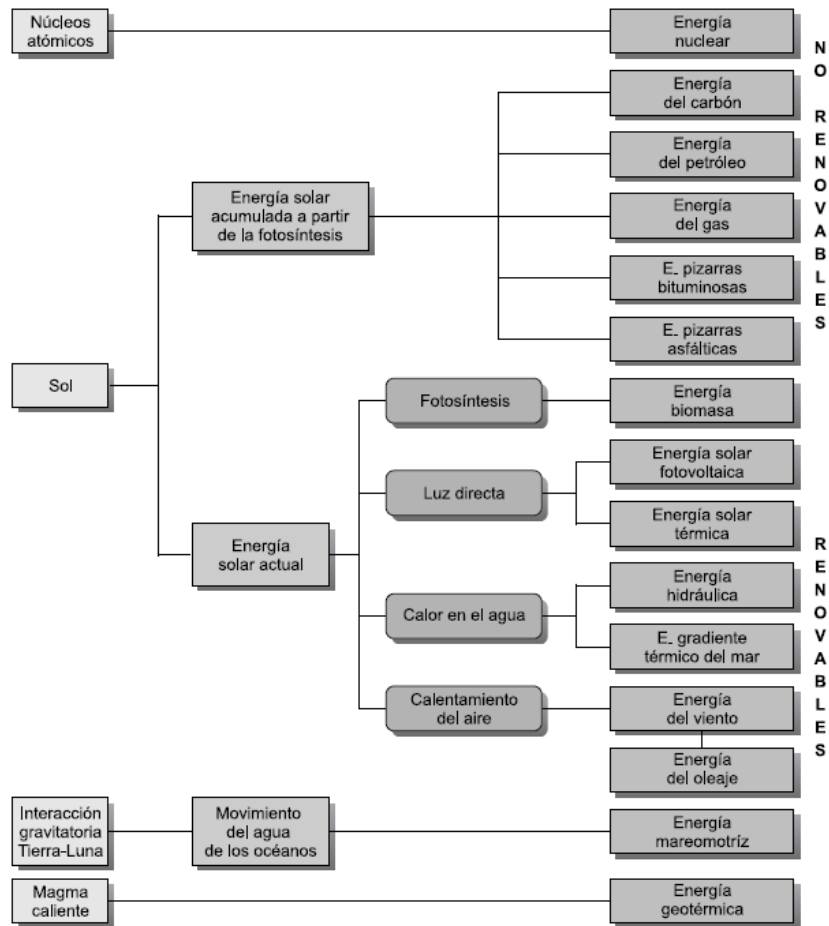 Núcleos
atómicos
Energía
nuclear
Energía
del carbón
Energía
del petróleo
Energía solar
acumulada a partir
de la fotosíntesis
Energía
del gas
E. pizarras
bituminosas
E. pizarras
asfálticas
NO RENOVABLES
Sol
Fotosíntesis
Energía
biomasa
Luz directa
Energía solar
fotovoltaica
Energía solar
térmica
Energía
solar actual
Calor en el agua
Energía
hidráulica
E. gradiente
térmico del mar
Calentamiento
del aire
Energía
del viento
Energía
del oleaje
RENOVABLES
Interacción
gravitatoria
Tierra-Luna
Movimiento
del agua
de los océanos
Energía
mareomotríz
Magma
caliente
Energía
geotérmica